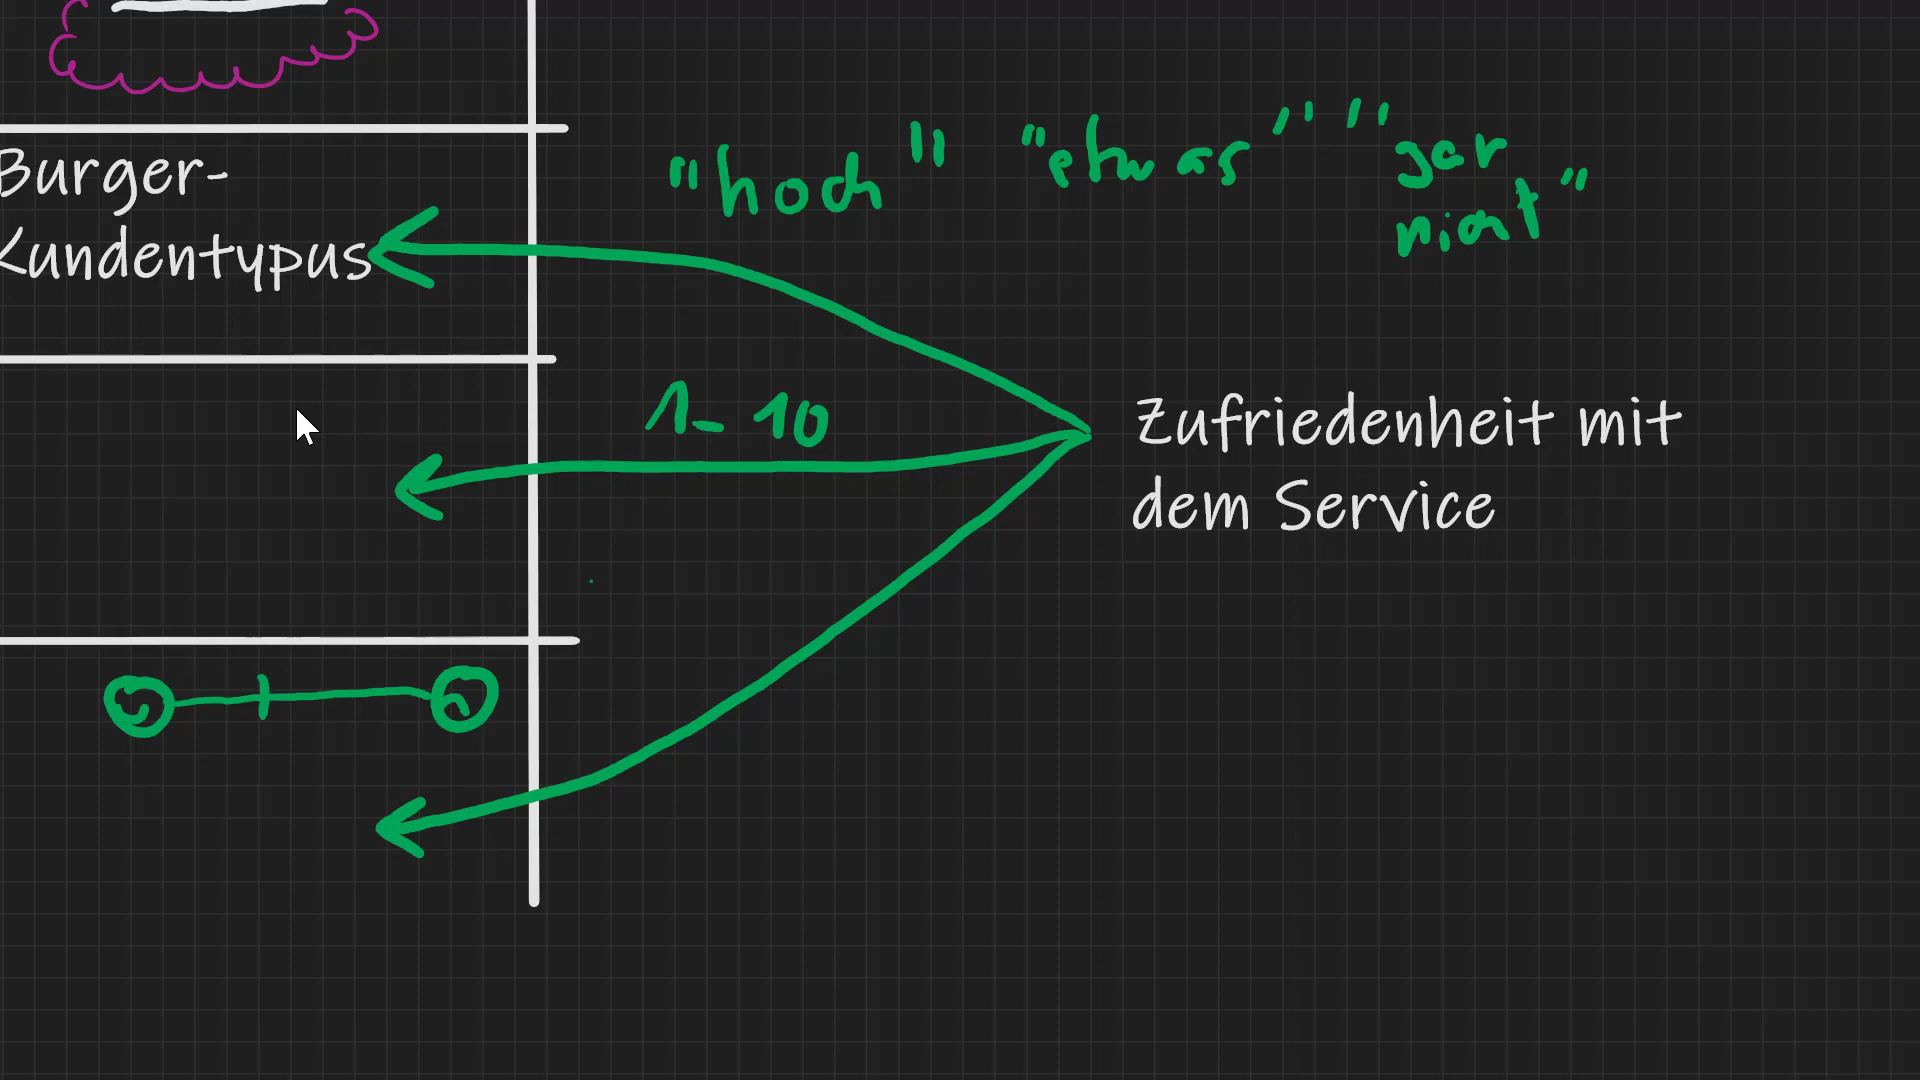 Burger-
Kundentypus
"hoch" "etwas" "gar
nicht"
1-10
Zufriedenheit mit
dem Service